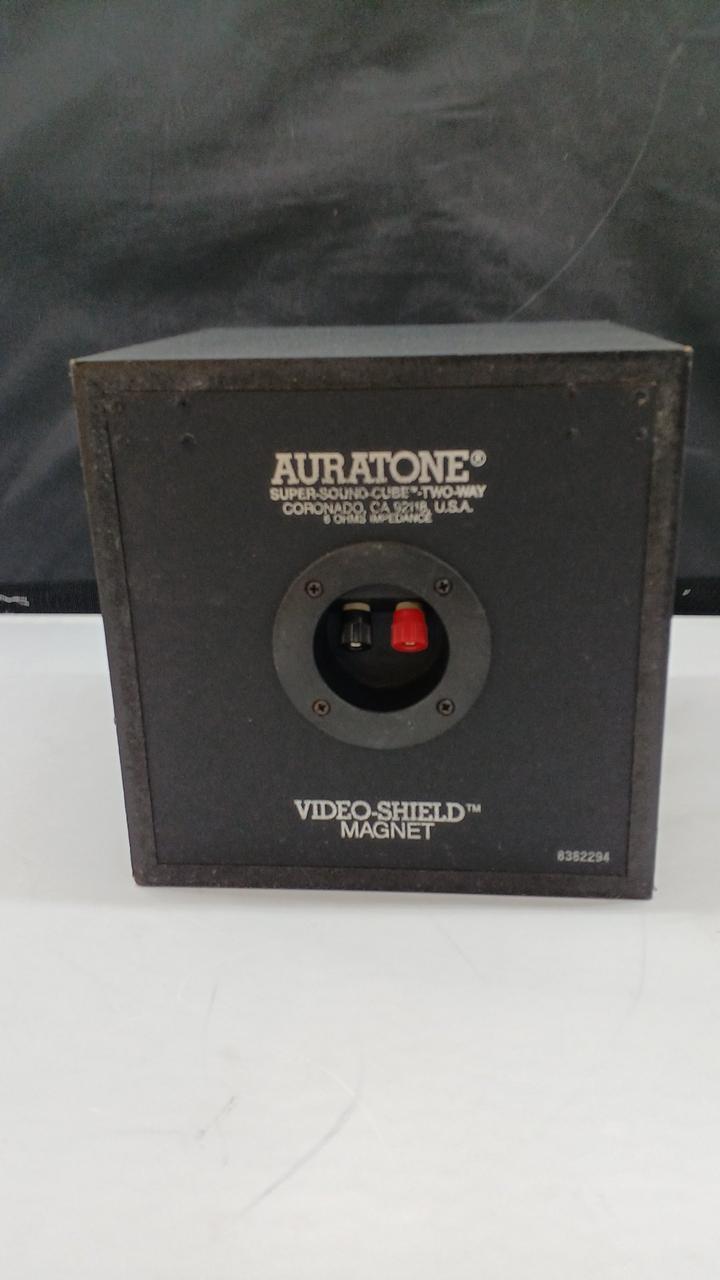 AURATONE®
SUPER-SOUND-CUBE™-TWO-WAY
CORONADO, CA 92118, U.S.A.
8 OHMS IMPEDANCE
VIDEO-SHIELD™
MAGNET
8382294